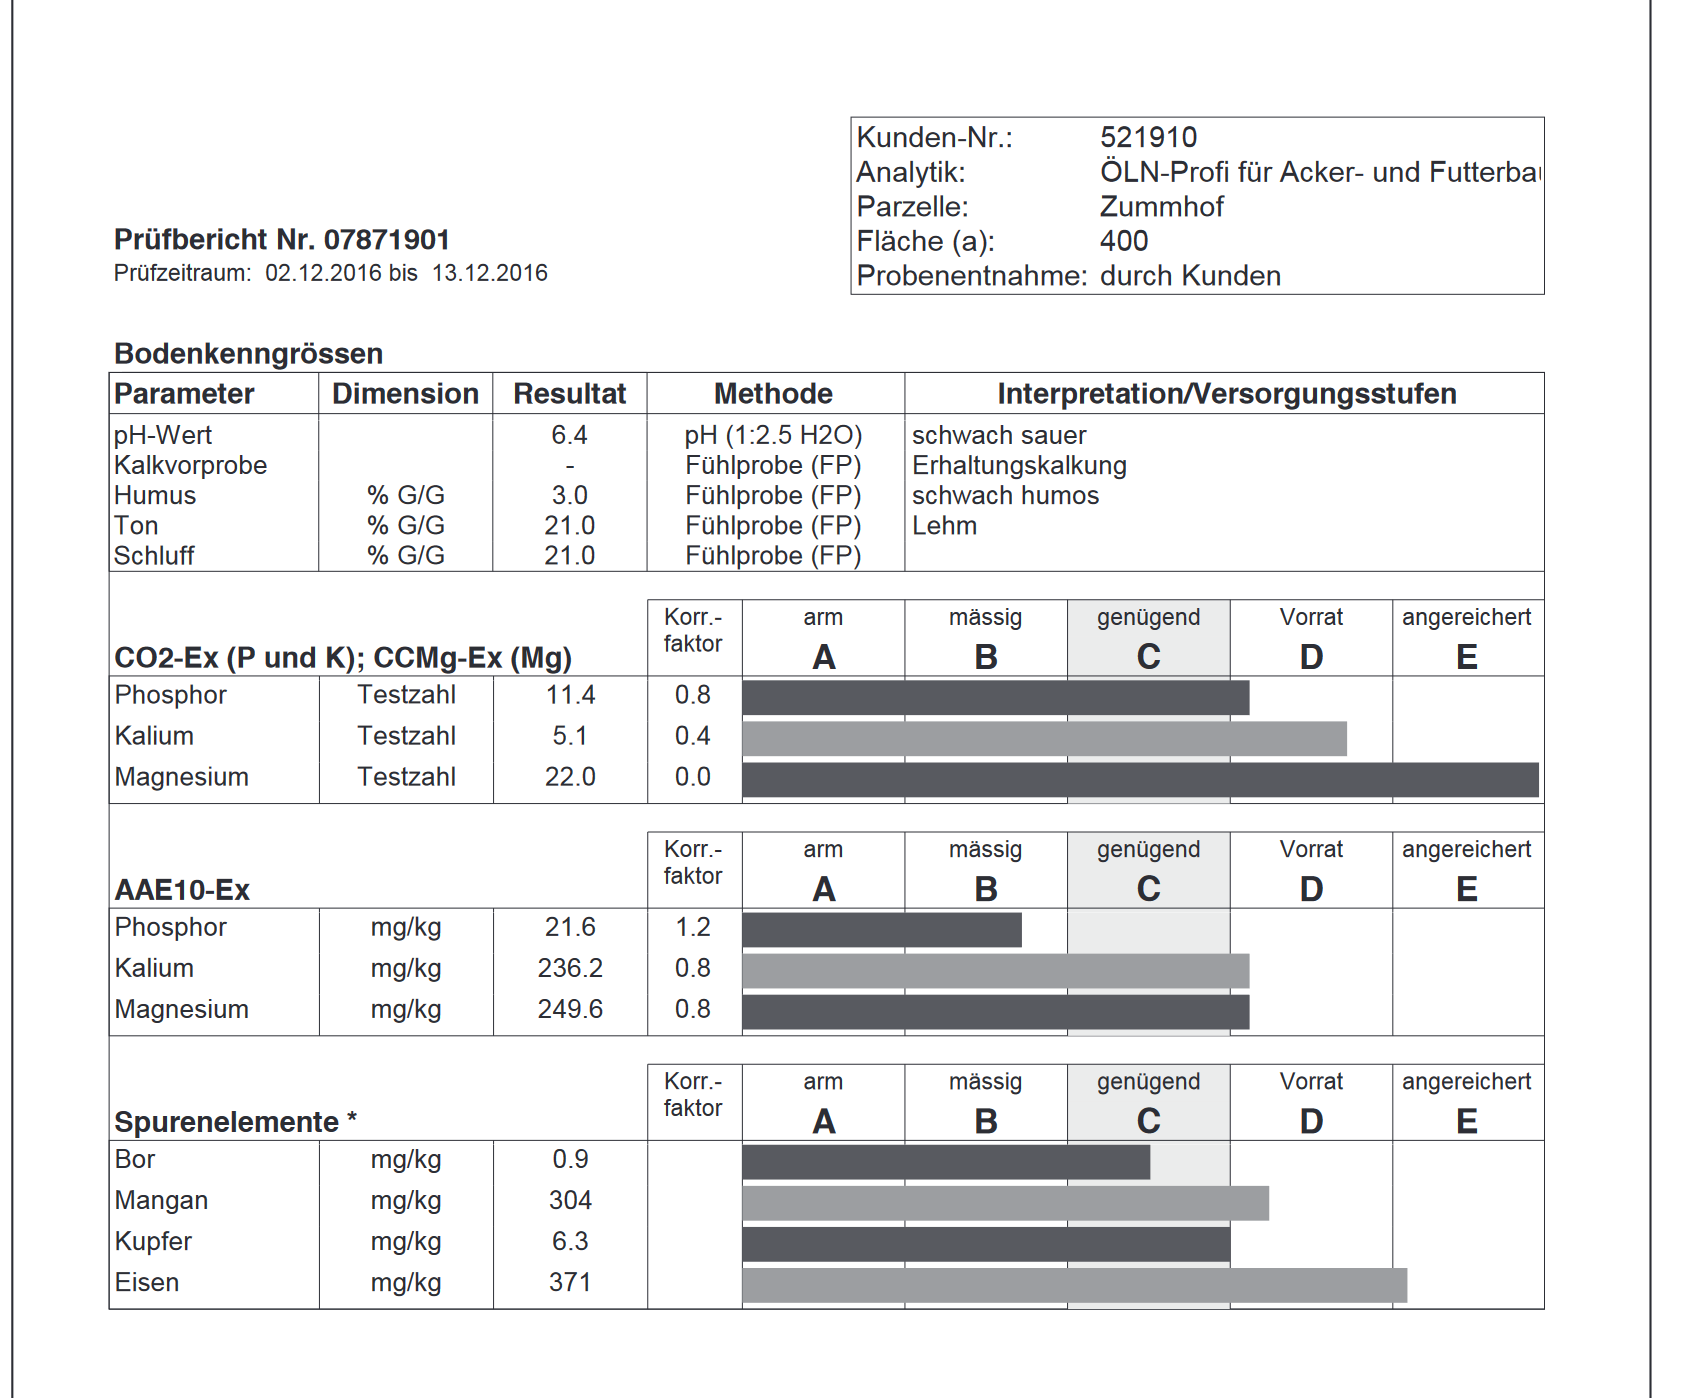 Kunden-Nr.: 521910
Analytik: ÖLN-Profi für Acker- und Futterbau
Parzelle: Zummhof
Fläche (a): 400
Probenentnahme: durch Kunden
Prüfbericht Nr. 07871901
Prüfzeitraum: 02.12.2016 bis 13.12.2016
Bodenkenngrössen
Parameter Dimension Resultat Methode Interpretation/Versorgungsstufen
pH-Wert 6.4 pH (1:2.5 H2O) schwach sauer
Kalkvorprobe - Fühlprobe (FP) Erhaltungskalkung
Humus % G/G 3.0 Fühlprobe (FP) schwach humos
Ton % G/G 21.0 Fühlprobe (FP) Lehm
Schluff % G/G 21.0 Fühlprobe (FP)
Korr.- arm mässig genügend Vorrat angereichert
faktor
CO2-Ex (P und K); CCMg-Ex (Mg) A B C D E
Phosphor Testzahl 11.4 0.8
Kalium Testzahl 5.1 0.4
Magnesium Testzahl 22.0 0.0
Korr.- arm mässig genügend Vorrat angereichert
faktor
AAE10-Ex A B C D E
Phosphor mg/kg 21.6 1.2
Kalium mg/kg 236.2 0.8
Magnesium mg/kg 249.6 0.8
Korr.- arm mässig genügend Vorrat angereichert
faktor
Spurenelemente * A B C D E
Bor mg/kg 0.9
Mangan mg/kg 304
Kupfer mg/kg 6.3
Eisen mg/kg 371